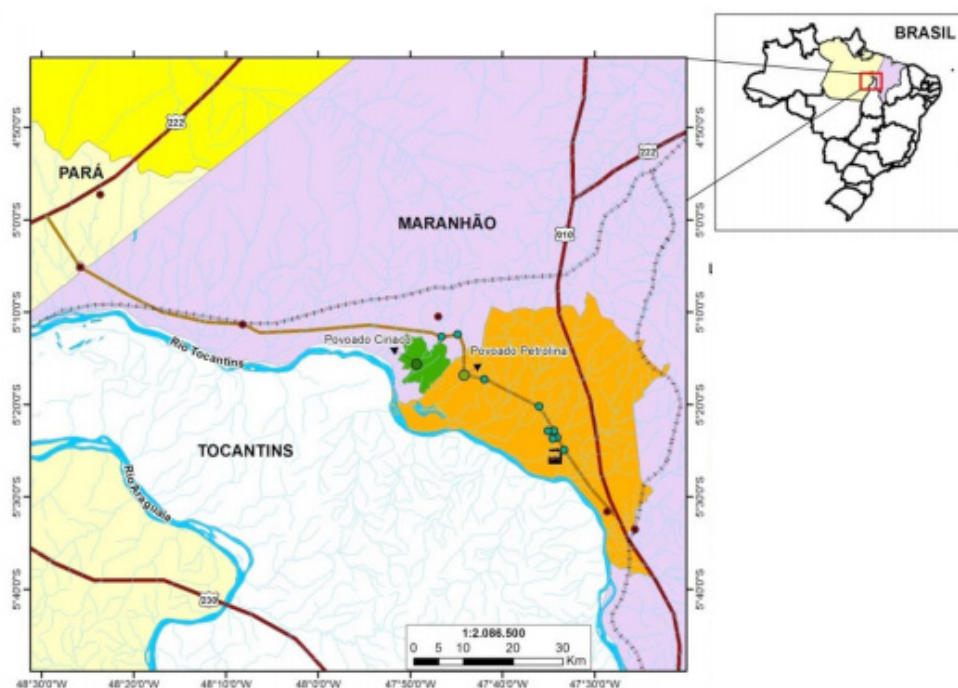 BRASIL
222
PARÁ
222
MARANHÃO
010
Povoado Ciriaco
Povoado Petrolina
Rio Tocantins
TOCANTINS
Rio Araguaia
230
1:2.086.500
0 5 10 20 30
Km
4°50'0"S
5°0'0"S
5°10'0"S
5°20'0"S
5°30'0"S
5°40'0"S
4°50'0"S
5°0'0"S
5°10'0"S
5°20'0"S
5°30'0"S
5°40'0"S
48°30'0"W 48°20'0"W 48°10'0"W 48°0'0"W 47°50'0"W 47°40'0"W 47°30'0"W